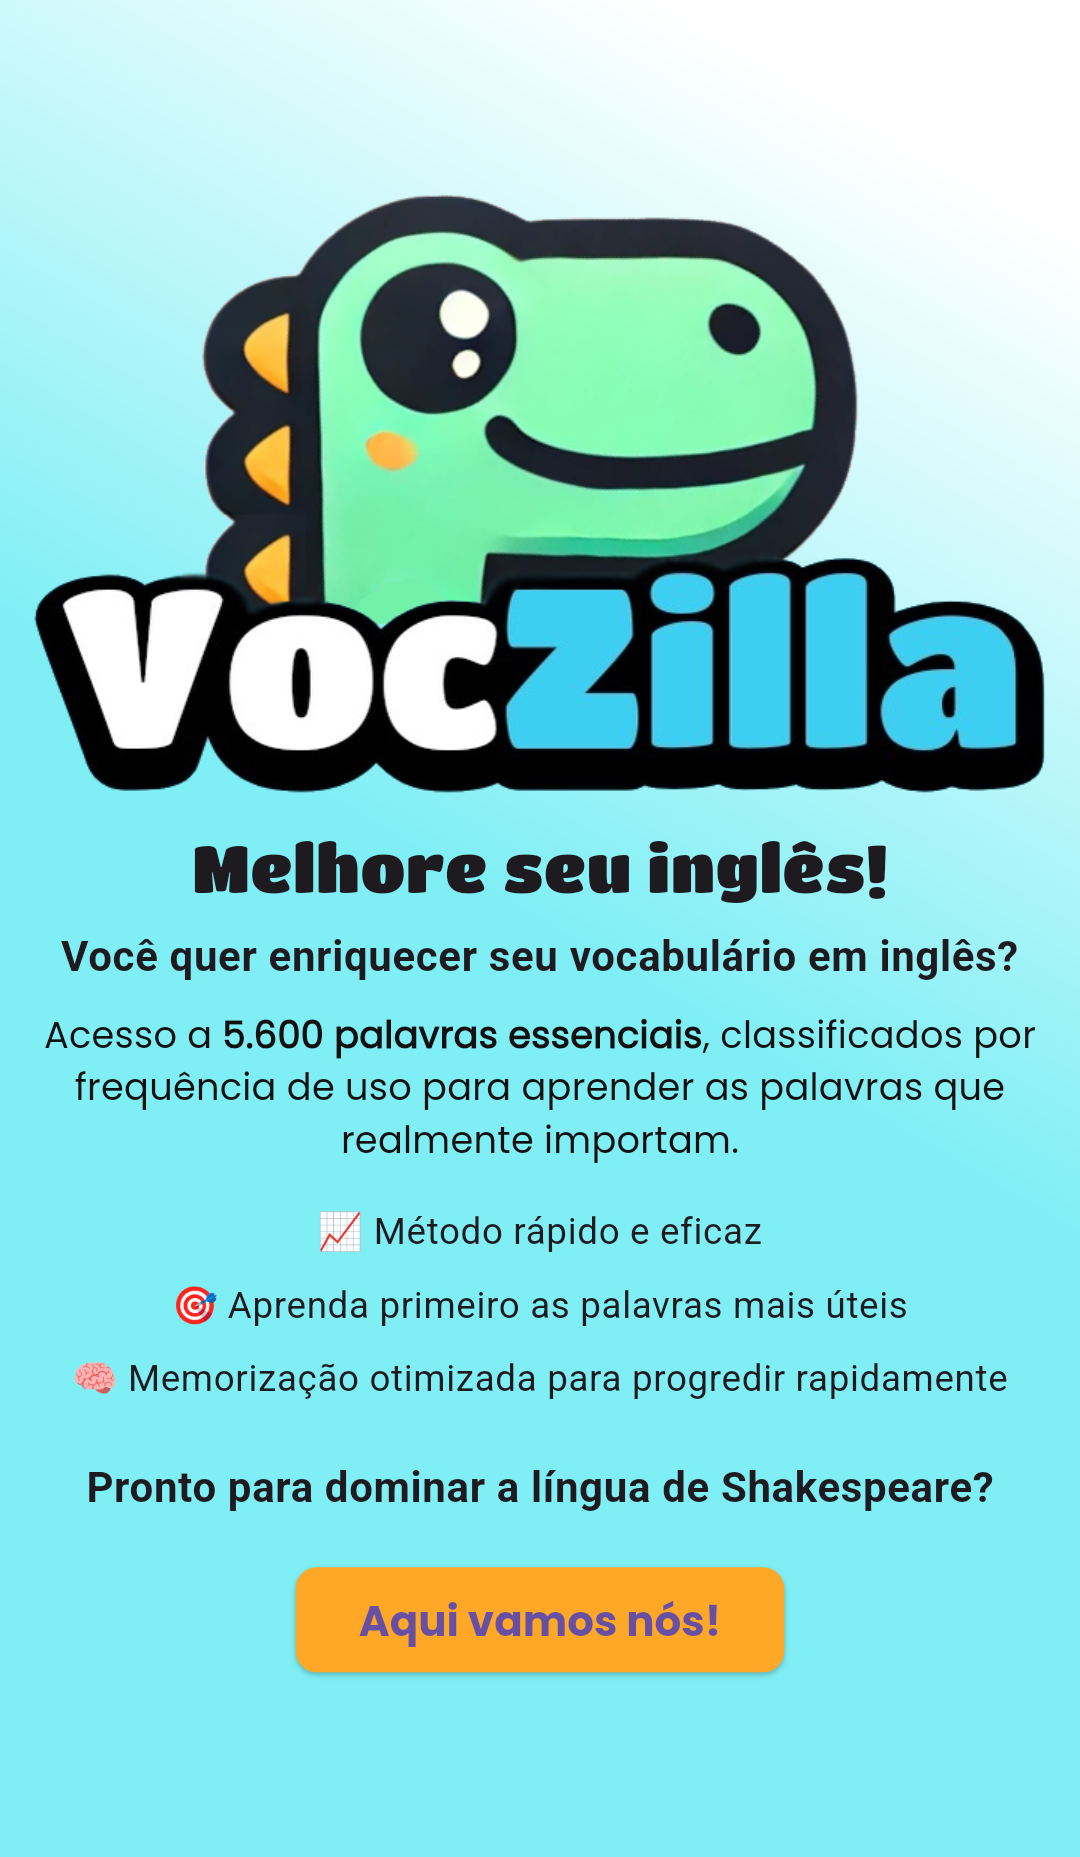 VocZilla
Melhore seu inglês!
Você quer enriquecer seu vocabulário em inglês?
Acesso a 5.600 palavras essenciais, classificados por
frequência de uso para aprender as palavras que
realmente importam.
📈 Método rápido e eficaz
🎯 Aprenda primeiro as palavras mais úteis
🧠 Memorização otimizada para progredir rapidamente
Pronto para dominar a língua de Shakespeare?
Aqui vamos nós!